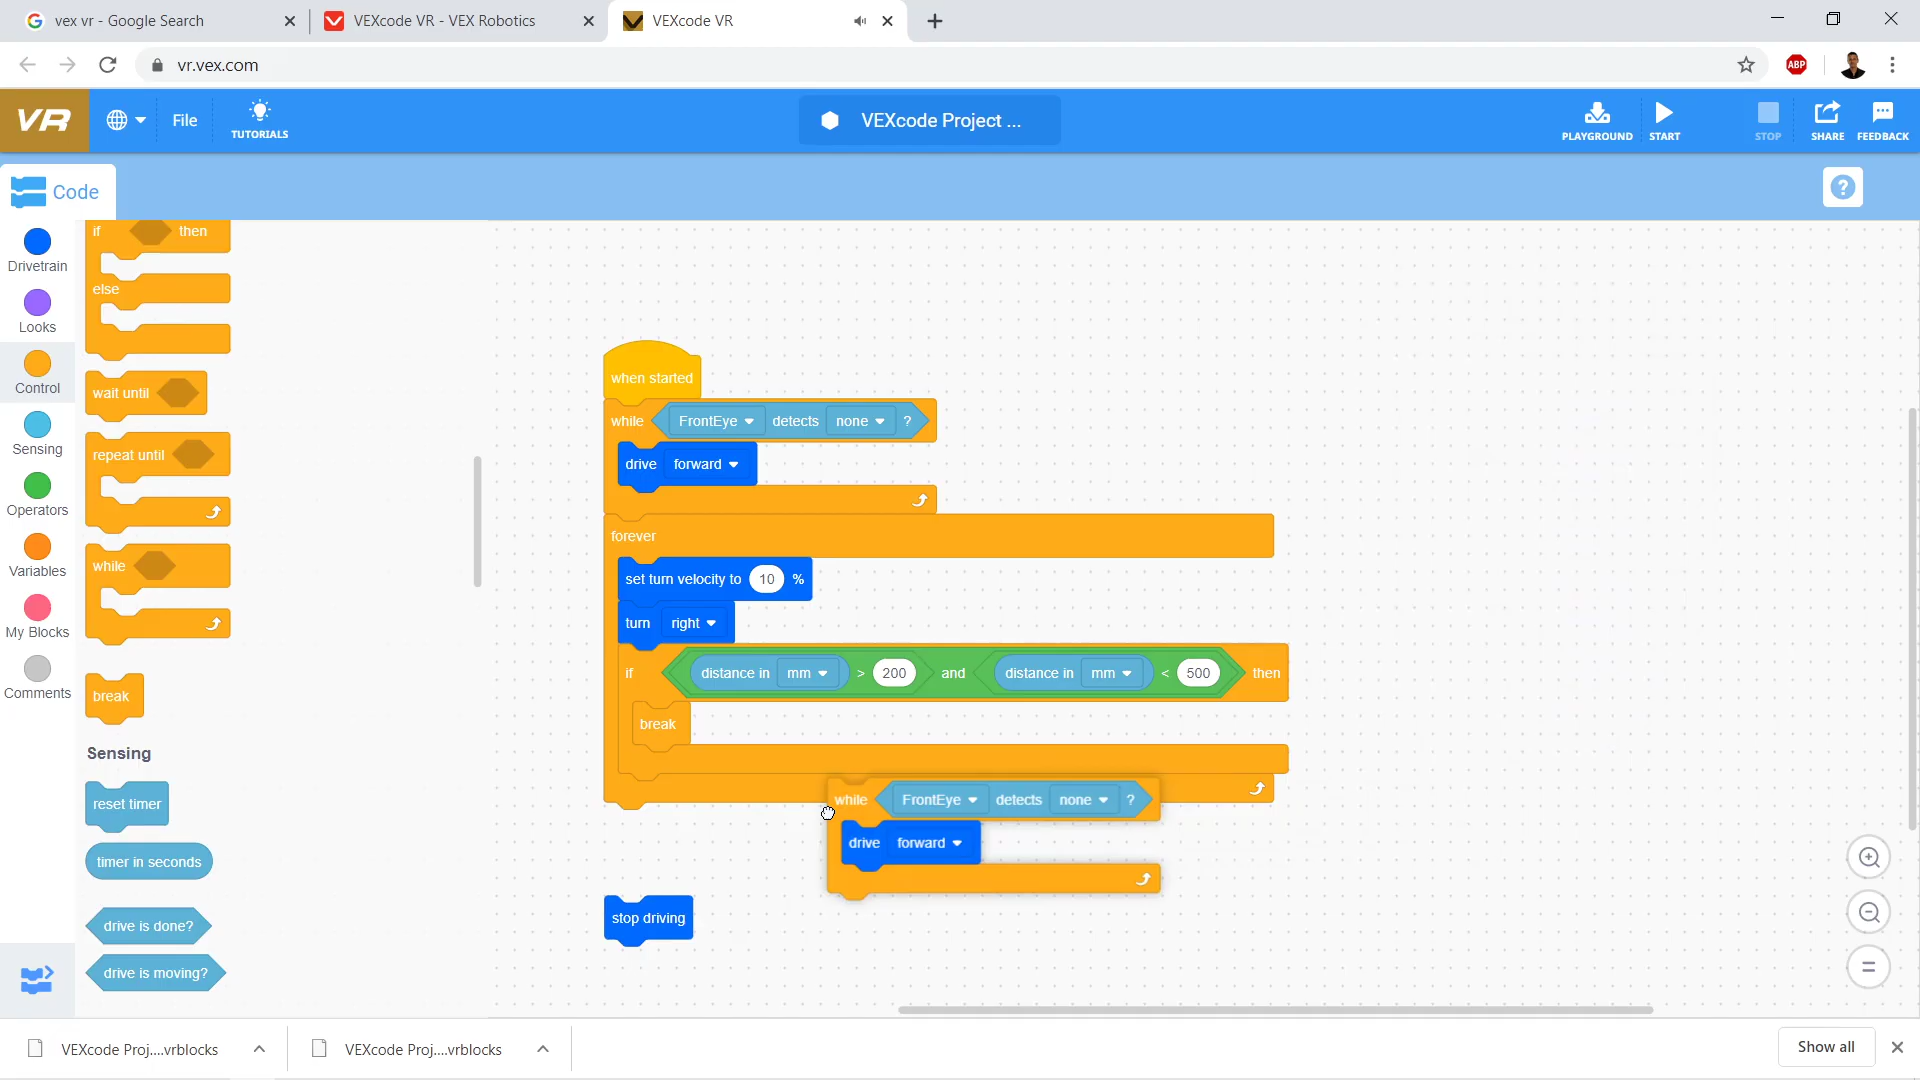 vex vr - Google Search
VEXcode VR - VEX Robotics
VEXcode VR
vr.vex.com
ABP
VR
File
TUTORIALS
VEXcode Project ...
PLAYGROUND
START
STOP
SHARE
FEEDBACK
Code
?
Drivetrain
Looks
Control
Sensing
Operators
Variables
My Blocks
Comments
if then
else
wait until
repeat until
while
break
Sensing
reset timer
timer in seconds
drive is done?
drive is moving?
when started
while FrontEye detects none ?
drive forward
forever
set turn velocity to 10 %
turn right
if distance in mm > 200 and distance in mm < 500 then
break
while FrontEye detects none ?
drive forward
stop driving
VEXcode Proj....vrblocks
VEXcode Proj....vrblocks
Show all